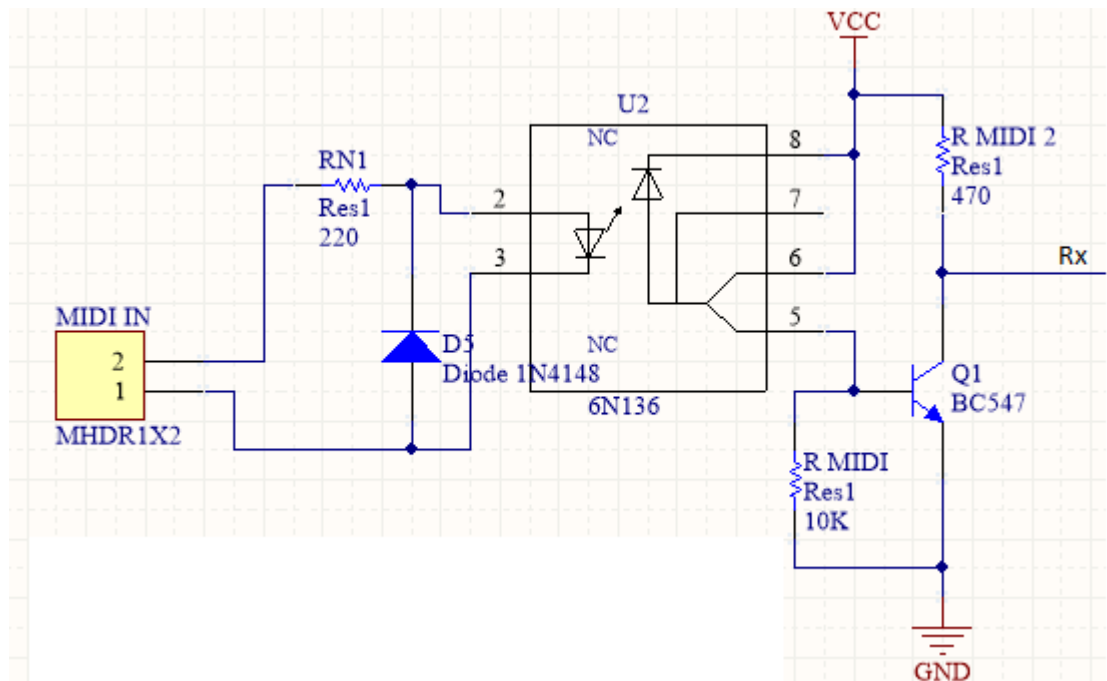 VCC
U2
NC
8
R MIDI 2
Res1
470
RN1
Res1
220
2
7
3
6
Rx
MIDI IN
2
1
MHDR1X2
D5
Diode 1N4148
5
NC
6N136
Q1
BC547
R MIDI
Res1
10K
GND